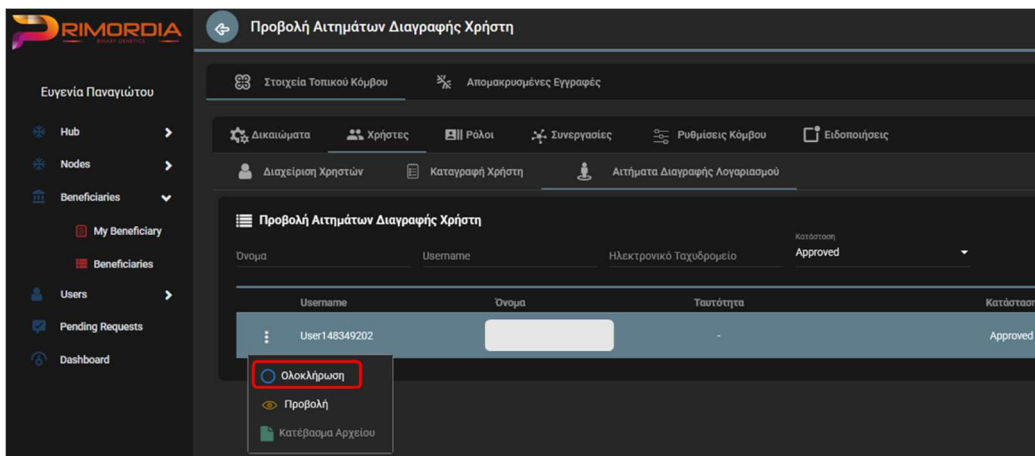 PRIMORDIA
Προβολή Αιτημάτων Διαγραφής Χρήστη
Ευγενία Παναγιώτου
Στοιχεία Τοπικού Κόμβου Απομακρυσμένες Εγγραφές
Hub
Δικαιώματα Χρήστες Ρόλοι Συνεργασίες Ρυθμίσεις Κόμβου Ειδοποιήσεις
Nodes
Διαχείριση Χρηστών Καταγραφή Χρήστη Αιτήματα Διαγραφής Λογαριασμού
Beneficiaries
My Beneficiary
Beneficiaries
Users
Pending Requests
Dashboard
Προβολή Αιτημάτων Διαγραφής Χρήστη
Κατάσταση
Όνομα Username Ηλεκτρονικό Ταχυδρομείο Approved
Username Όνομα Ταυτότητα Κατάσταση
User148349202 - Approved
Ολοκλήρωση
Προβολή
Κατέβασμα Αρχείου